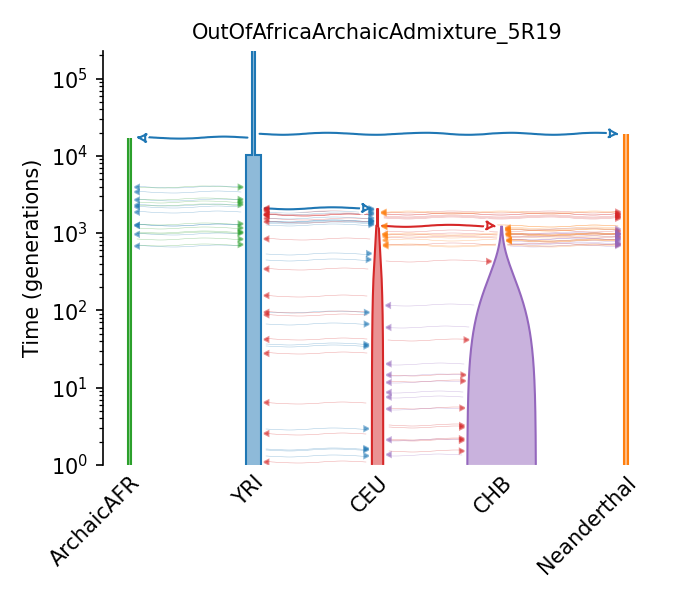 OutOfAfricaArchaicAdmixture_5R19
Time (generations)
10⁵
10⁴
10³
10²
10¹
10⁰
ArchaicAFR
YRI
CEU
CHB
Neanderthal